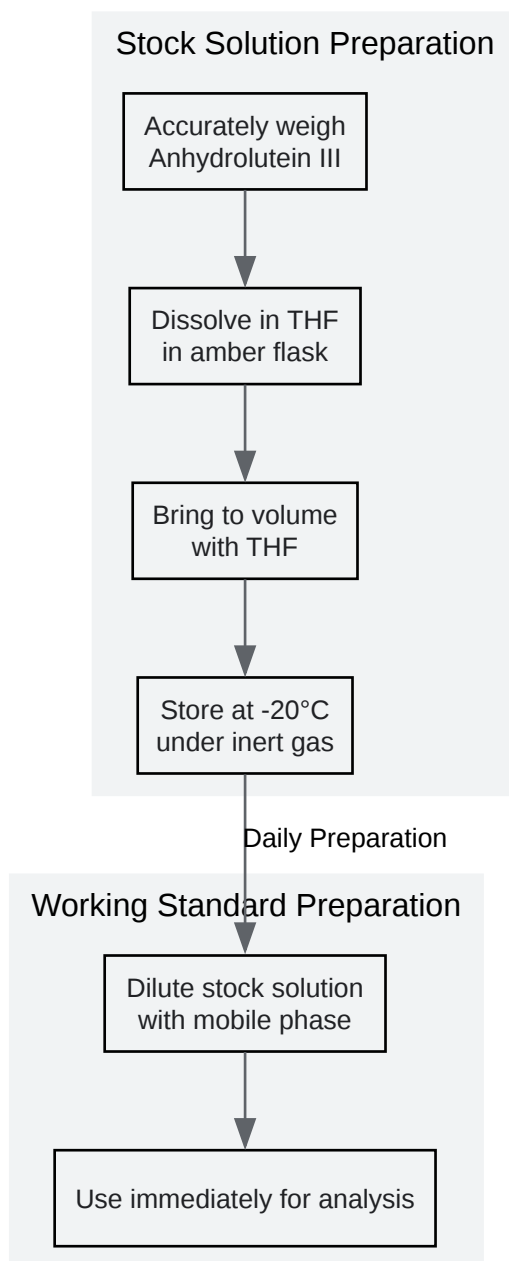 Stock Solution Preparation
Accurately weigh
Anhydrolutein III
Dissolve in THF
in amber flask
Bring to volume
with THF
Store at -20°C
under inert gas
Daily Preparation
Working Standard Preparation
Dilute stock solution
with mobile phase
Use immediately for analysis